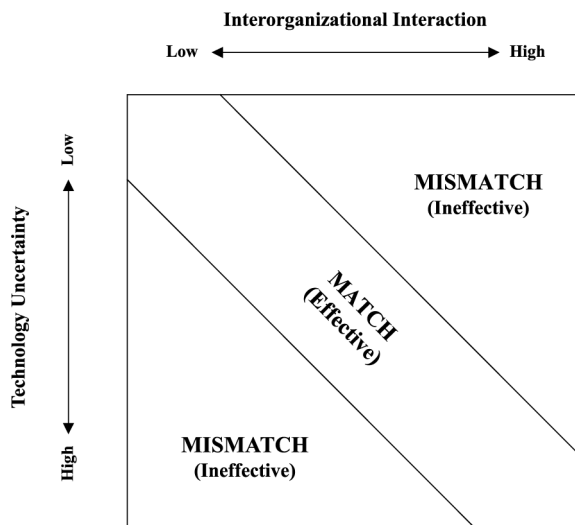 Interorganizational Interaction
Low High
Low
Technology Uncertainty
High
MISMATCH
(Ineffective)
MATCH
(Effective)
MISMATCH
(Ineffective)